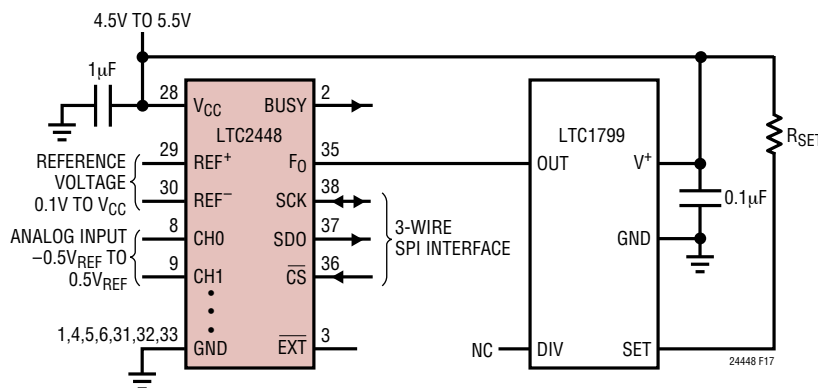 4.5V TO 5.5V
1µF
28
VCC
BUSY
2
LTC2448
29
REFERENCE
VOLTAGE
0.1V TO VCC
REF+
FO
35
30
REF−
SCK
38
8
ANALOG INPUT
−0.5VREF TO
0.5VREF
CH0
SDO
37
3-WIRE
SPI INTERFACE
9
CH1
CS
36
1,4,5,6,31,32,33
GND
EXT
3
LTC1799
OUT
V+
RSET
0.1µF
GND
NC
DIV
SET
24448 F17